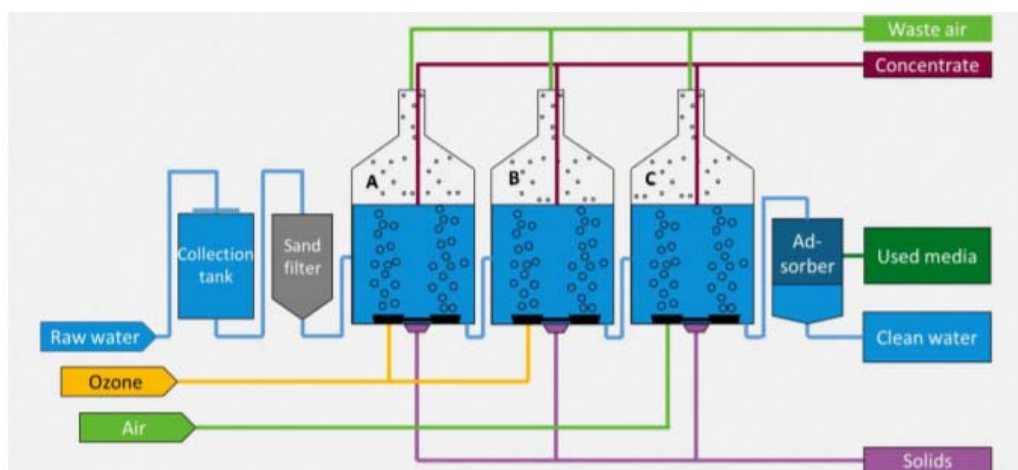 Waste air
Concentrate
A
B
C
Collection
tank
Sand
filter
Ad-
sorber
Used media
Raw water
Clean water
Ozone
Air
Solids